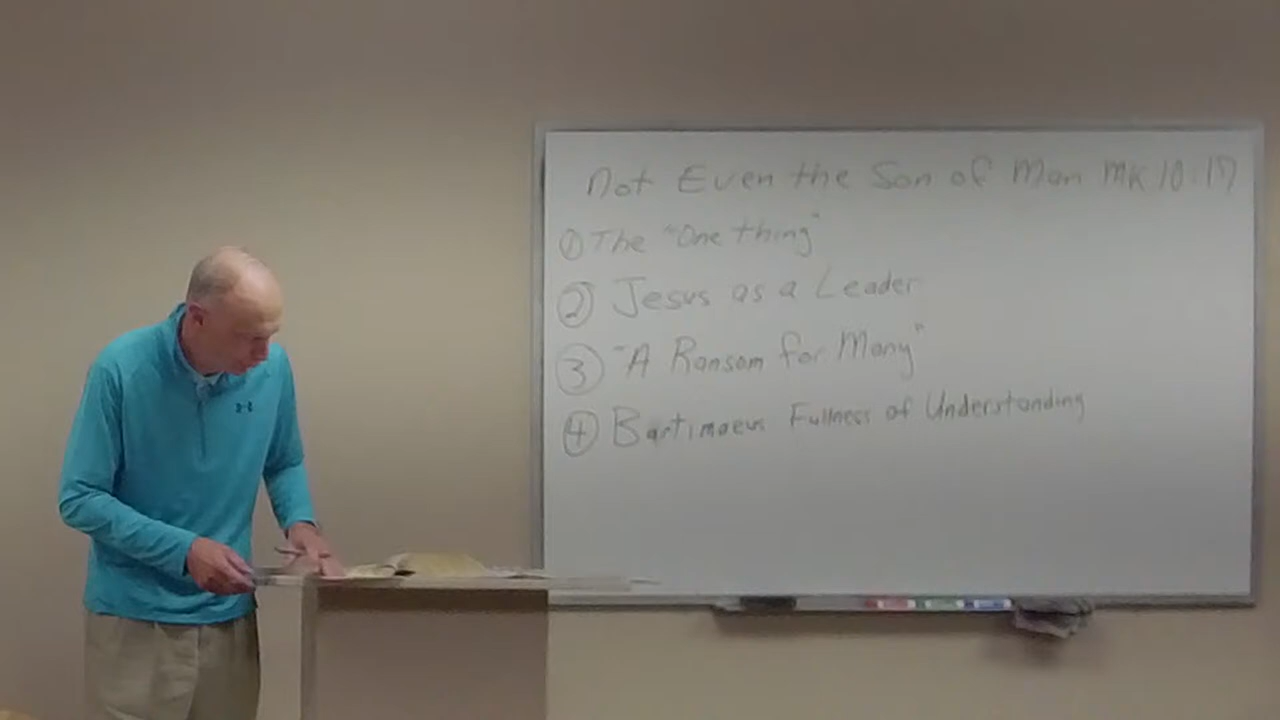 Not Even the Son of Man Mk 10:17
① The "One thing"
② Jesus as a Leader
③ "A Ransom for Many"
④ Bartimaeus Fullness of Understanding